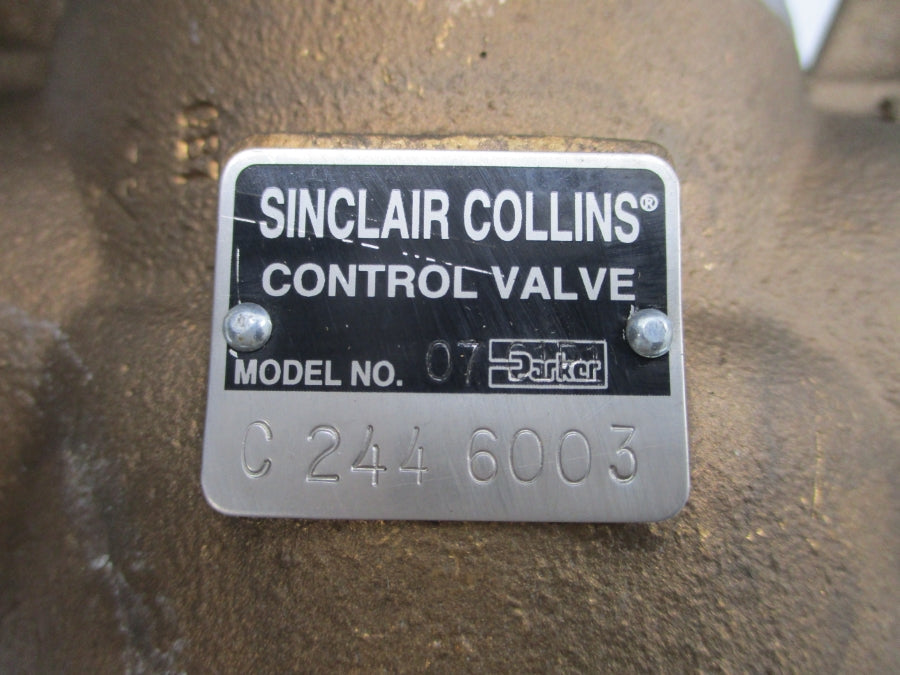 SINCLAIR COLLINS®
CONTROL VALVE
MODEL NO. 07 Parker
C 244 6003